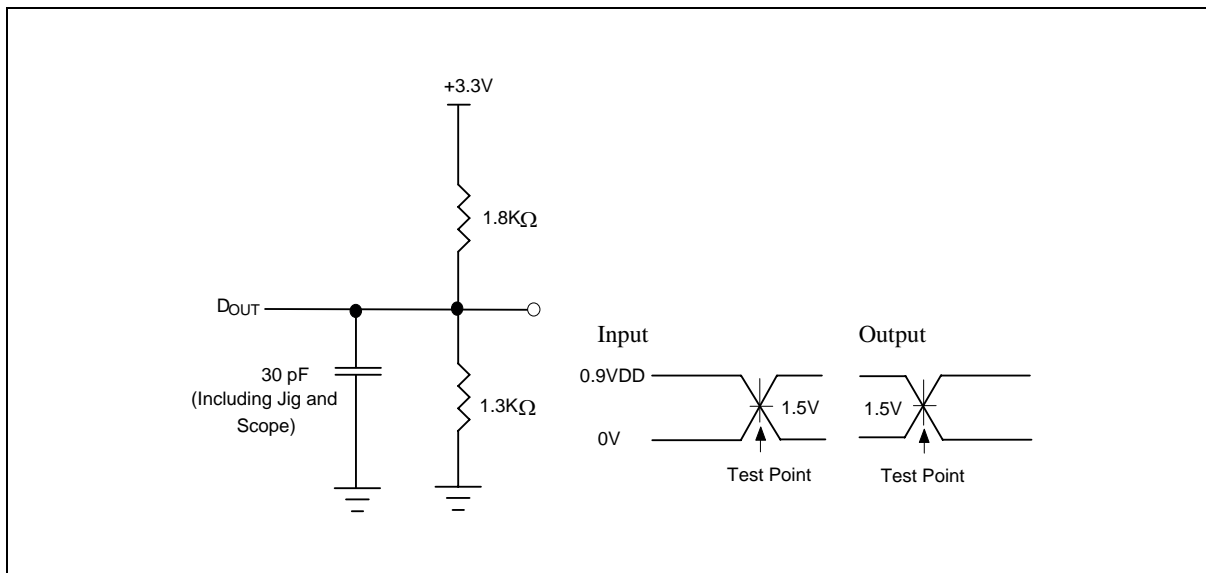 +3.3V
1.8KΩ
DOUT
30 pF
(Including Jig and
Scope)
1.3KΩ
Input
Output
0.9VDD
1.5V
1.5V
0V
Test Point
Test Point